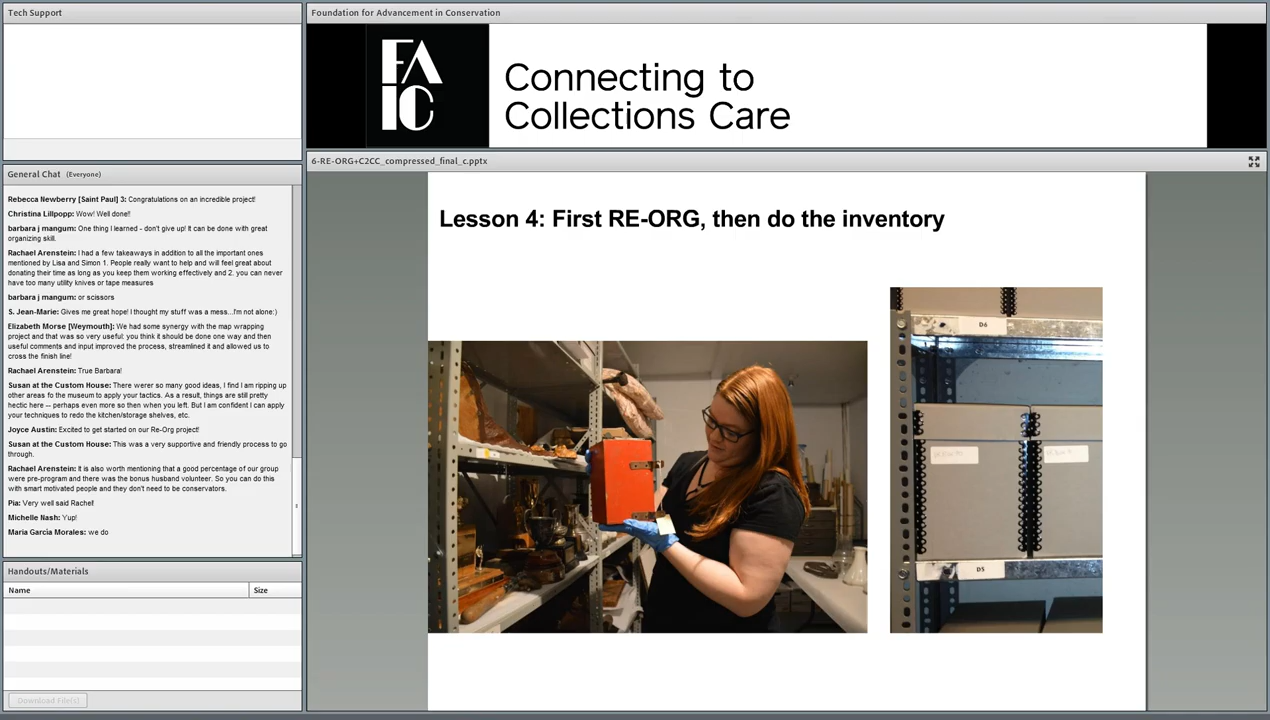 Tech Support
General Chat (Everyone)
Rebecca Newberry [Saint Paul] 3: Congratulations on an incredible project!
Christina Lillpopp: Wow! Well done!!
barbara j mangum: One thing I learned - don't give up! It can be done with great
organizing skill.
Rachael Arenstein: I had a few takeaways in addition to all the important ones
mentioned by Lisa and Simon 1. People really want to help and will feel great about
donating their time as long as you keep them working effectively and 2. you can never
have too many utility knives or tape measures
barbara j mangum: or scissors
S. Jean-Marie: Gives me great hope! I thought my stuff was a mess...I'm not alone:)
Elizabeth Morse [Weymouth]: We had some synergy with the map wrapping
project and that was so very useful: you think it should be done one way and then
useful comments and input improved the process, streamlined it and allowed us to
cross the finish line!
Rachael Arenstein: True Barbara!
Susan at the Custom House: There werer so many good ideas, I find I am ripping up
other areas fo the museum to apply your tactics. As a result, things are still pretty
hectic here -- perhaps even more so then when you left. But I am confident I can apply
your techniques to redo the kitchen/storage shelves, etc.
Joyce Austin: Excited to get started on our Re-Org project!
Susan at the Custom House: This was a very supportive and friendly process to go
through.
Rachael Arenstein: It is also worth mentioning that a good percentage of our group
were pre-program and there was the bonus husband volunteer. So you can do this
with smart motivated people and they don't need to be conservators.
Pia: Very well said Rachel!
Michelle Nash: Yup!
Maria García Morales: we do
Handouts/Materials
Name Size
Download File(s)
Foundation for Advancement in Conservation
FA
IC
Connecting to
Collections Care
6-RE-ORG+C2CC_compressed_final_c.pptx
Lesson 4: First RE-ORG, then do the inventory
D6
D5